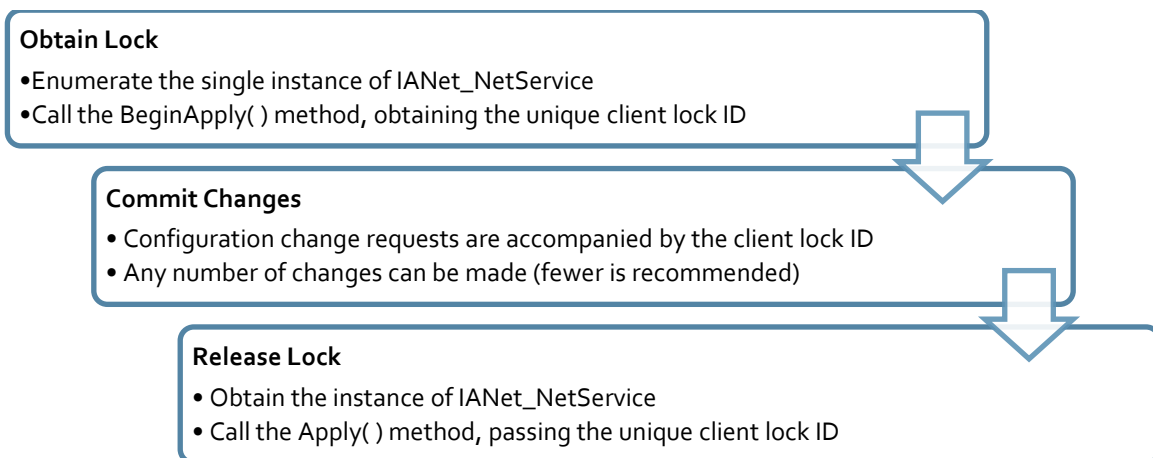 Obtain Lock
•Enumerate the single instance of IANet_NetService
•Call the BeginApply( ) method, obtaining the unique client lock ID
Commit Changes
• Configuration change requests are accompanied by the client lock ID
• Any number of changes can be made (fewer is recommended)
Release Lock
• Obtain the instance of IANet_NetService
• Call the Apply( ) method, passing the unique client lock ID